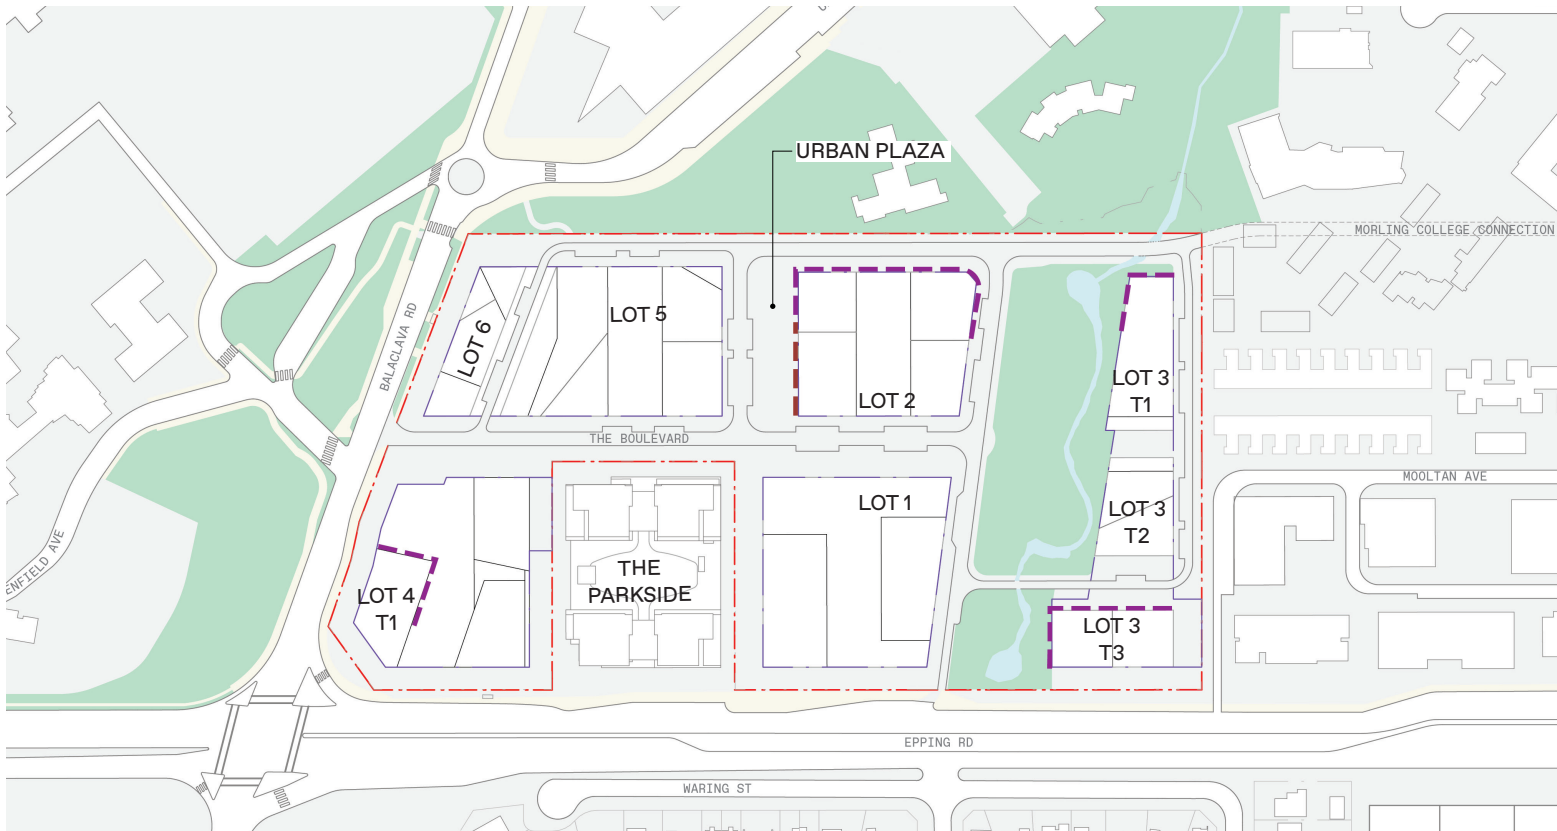 URBAN PLAZA
MORLING COLLEGE CONNECTION
BALACLAVA RD
LOT 6
LOT 5
LOT 2
LOT 3
T1
THE BOULEVARD
MOOLTAN AVE
LOT 1
LOT 3
T2
ENFIELD AVE
LOT 4
T1
THE
PARKSIDE
LOT 3
T3
EPPING RD
WARING ST